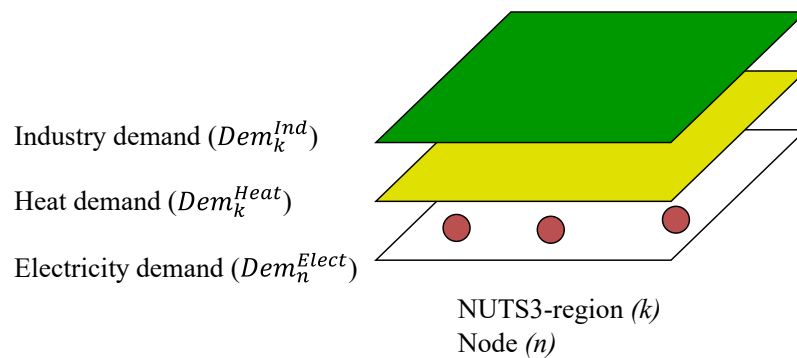 Industry demand (Dem_k^Ind)
Heat demand (Dem_k^Heat)
Electricity demand (Dem_n^Elect)
NUTS3-region (k)
Node (n)